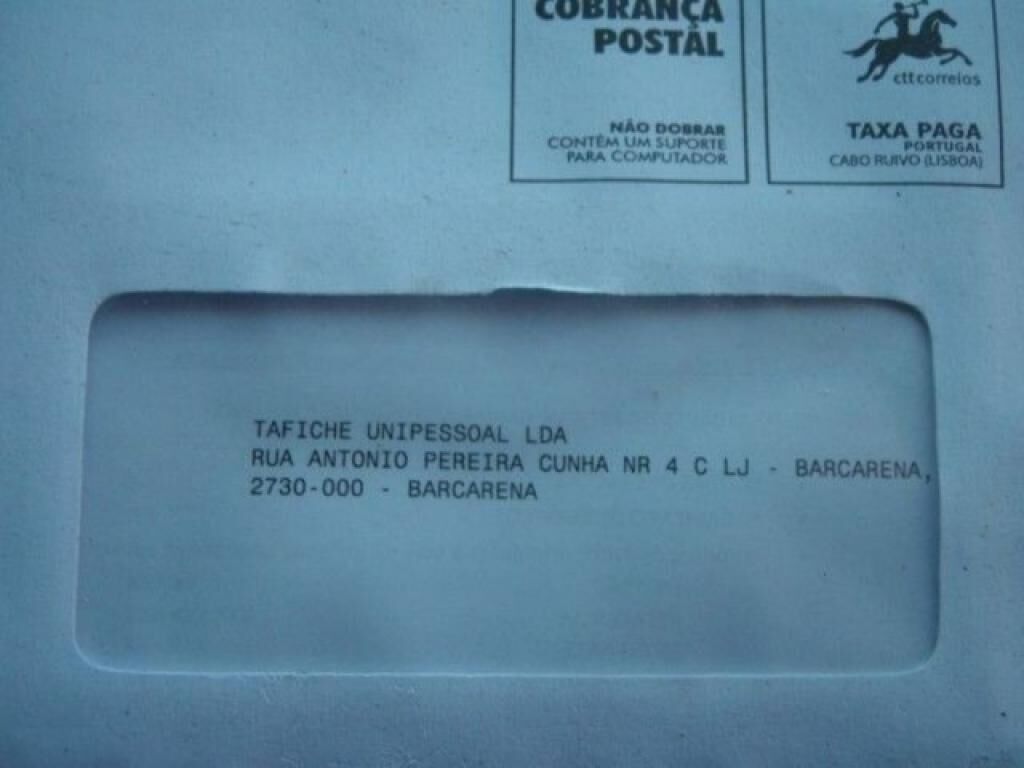 COBRANÇA
POSTAL
NÃO DOBRAR
CONTÉM UM SUPORTE
PARA COMPUTADOR
cttcorreios
TAXA PAGA
PORTUGAL
CABO RUIVO (LISBOA)
TAFICHE UNIPESSOAL LDA
RUA ANTONIO PEREIRA CUNHA NR 4 C LJ - BARCARENA,
2730-000 - BARCARENA